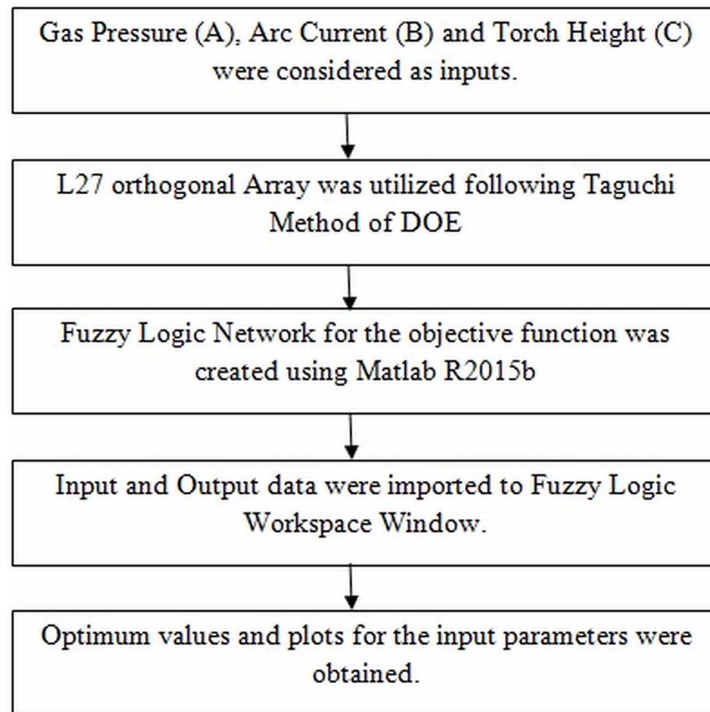 Gas Pressure (A), Arc Current (B) and Torch Height (C)
were considered as inputs.
L27 orthogonal Array was utilized following Taguchi
Method of DOE
Fuzzy Logic Network for the objective function was
created using Matlab R2015b
Input and Output data were imported to Fuzzy Logic
Workspace Window.
Optimum values and plots for the input parameters were
obtained.